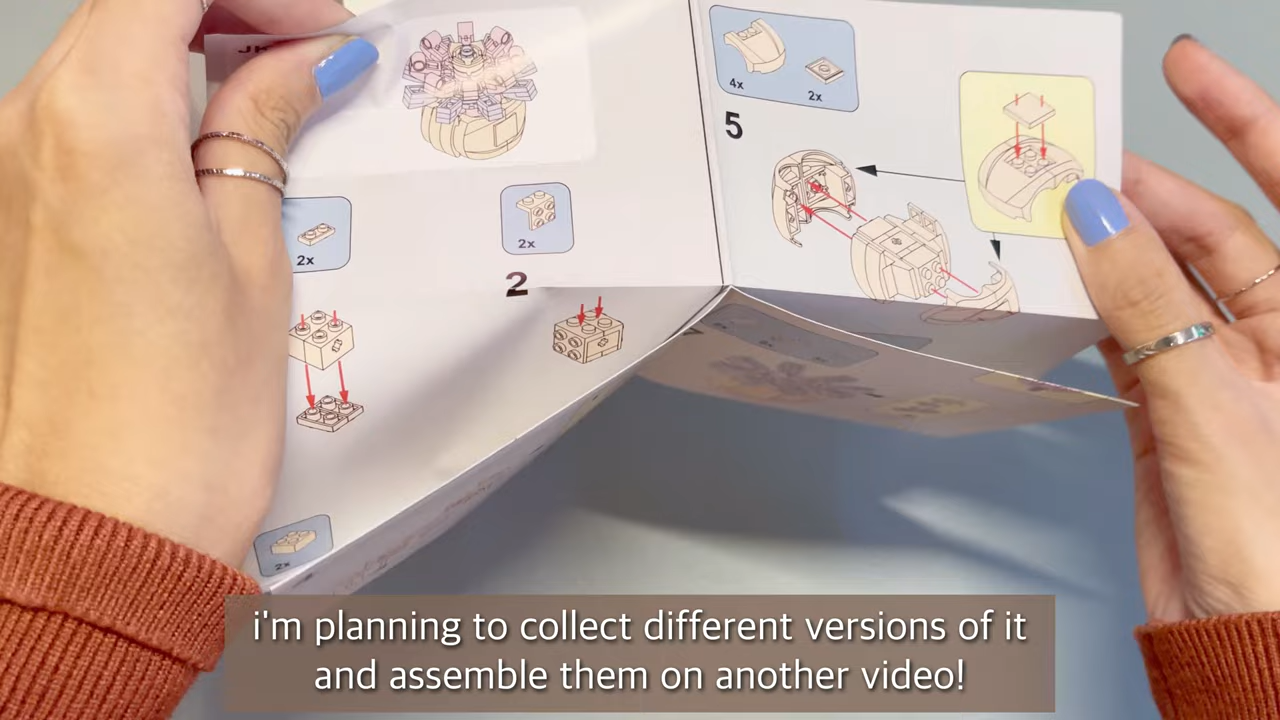 4x
2x
5
2x
2x
2
2x
i'm planning to collect different versions of it
and assemble them on another video!